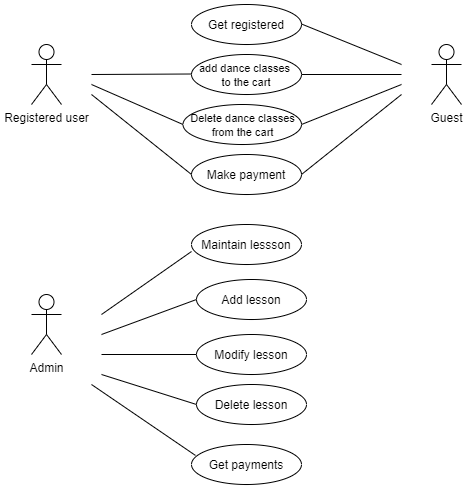 Get registered
add dance classes
to the cart
Registered user
Guest
Delete dance classes
from the cart
Make payment
Maintain lessson
Add lesson
Admin
Modify lesson
Delete lesson
Get payments